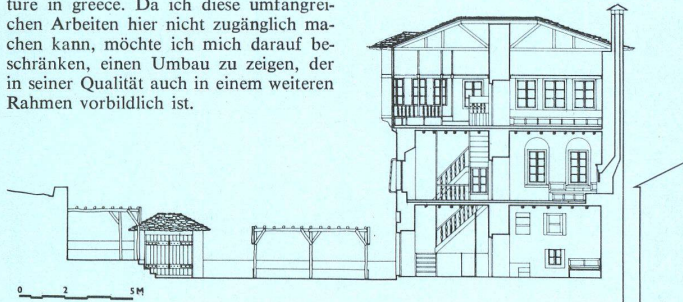 ture in greece. Da ich diese umfangrei-
chen Arbeiten hier nicht zugänglich ma-
chen kann, möchte ich mich darauf be-
schränken, einen Umbau zu zeigen, der
in seiner Qualität auch in einem weiteren
Rahmen vorbildlich ist.
0 2 5M